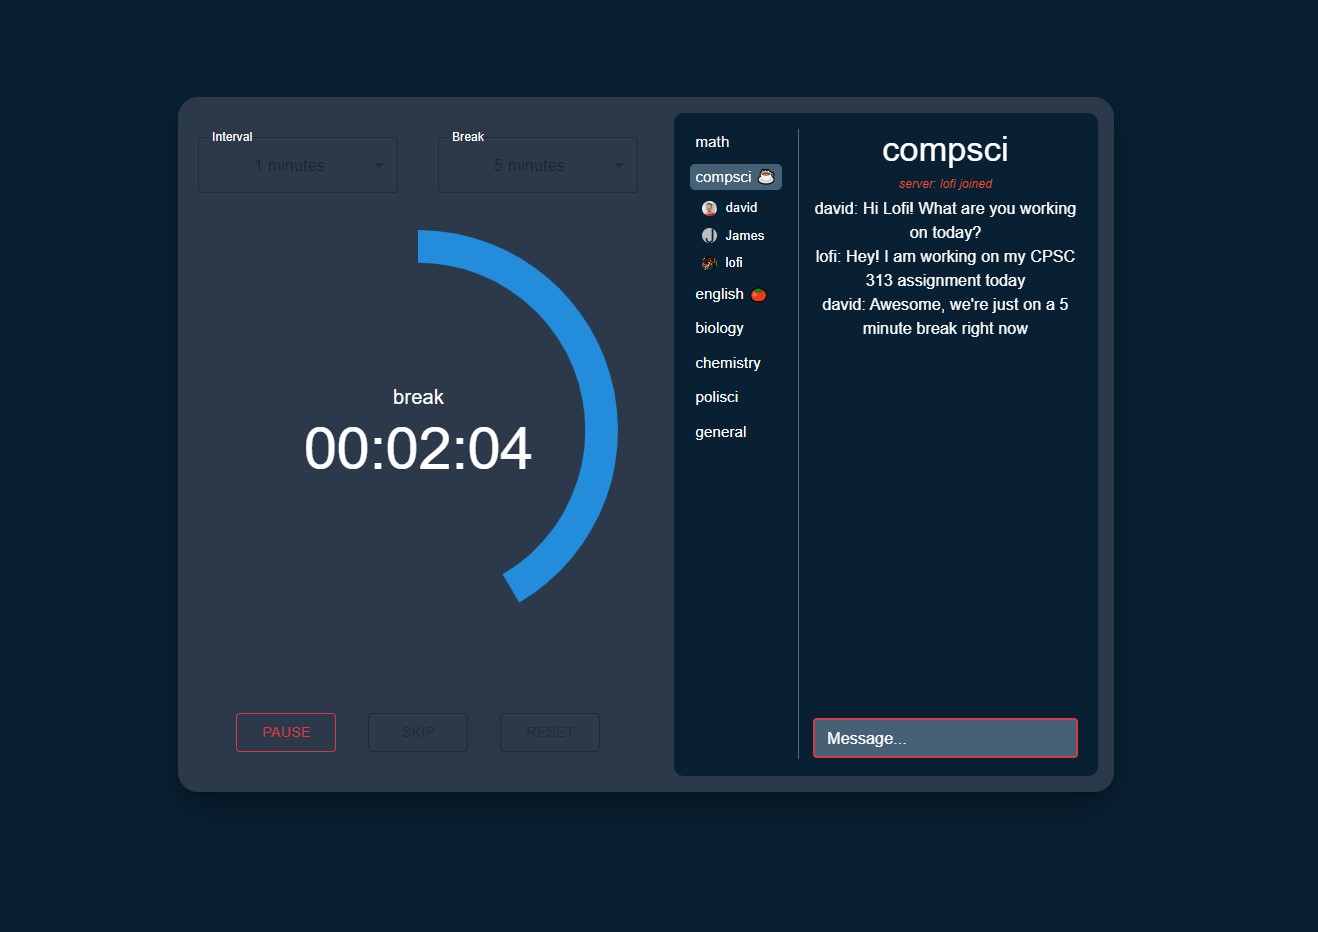 Interval
1 minutes
Break
5 minutes
break
00:02:04
PAUSE
SKIP
RESET
math
compsci
david
James
lofi
english
biology
chemistry
polisci
general
compsci
server: lofi joined
david: Hi Lofi! What are you working
on today?
lofi: Hey! I am working on my CPSC
313 assignment today
david: Awesome, we're just on a 5
minute break right now
Message...